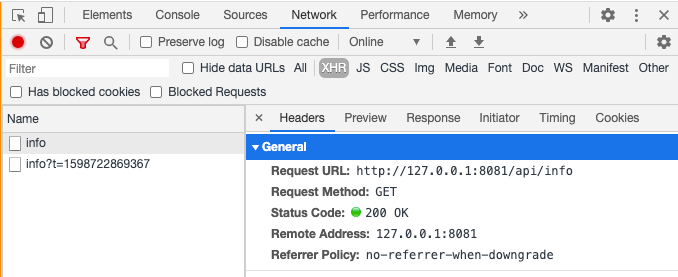 Elements Console Sources Network Performance Memory »
Preserve log Disable cache Online
Filter Hide data URLs All XHR JS CSS Img Media Font Doc WS Manifest Other
Has blocked cookies Blocked Requests
Name × Headers Preview Response Initiator Timing Cookies
info
info?t=1598722869367
General
Request URL: http://127.0.0.1:8081/api/info
Request Method: GET
Status Code: 200 OK
Remote Address: 127.0.0.1:8081
Referrer Policy: no-referrer-when-downgrade